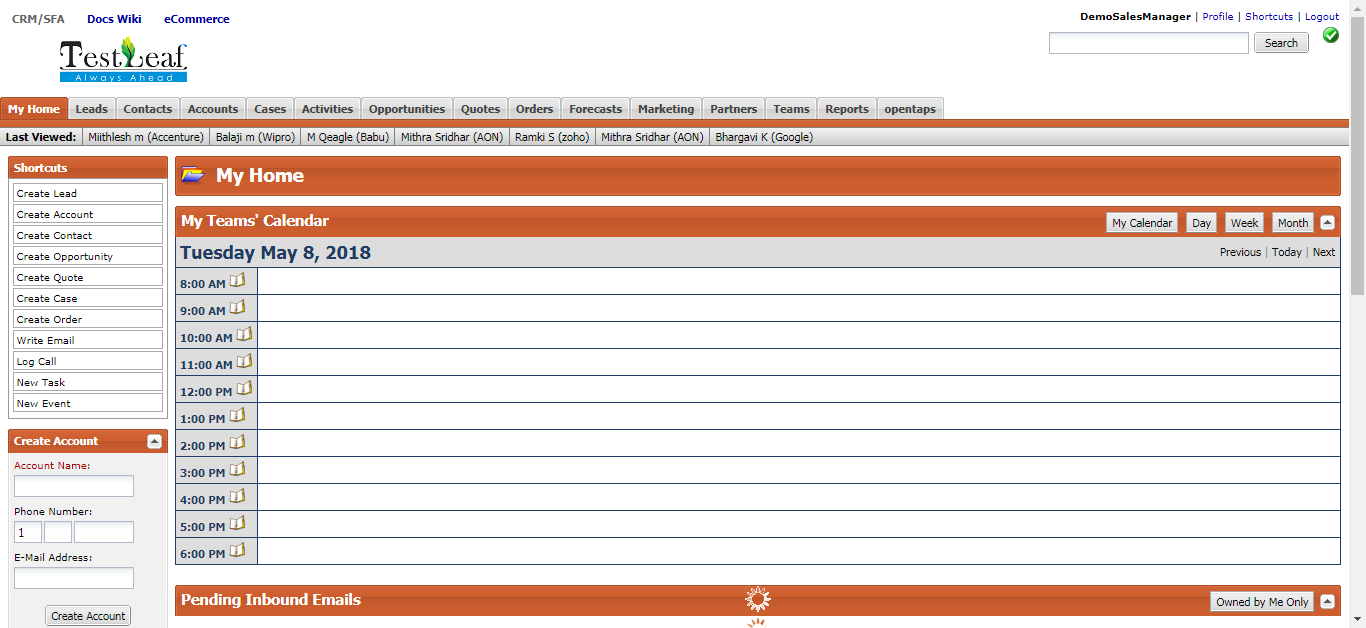 CRM/SFA Docs Wiki eCommerce
DemoSalesManager | Profile | Shortcuts | Logout
Search
TestLeaf
Always Ahead
My Home Leads Contacts Accounts Cases Activities Opportunities Quotes Orders Forecasts Marketing Partners Teams Reports opentaps
Last Viewed: Miithlesh m (Accenture) Balaji m (Wipro) M Qeagle (Babu) Mithra Sridhar (AON) Ramki S (zoho) Mithra Sridhar (AON) Bhargavi K (Google)
Shortcuts
Create Lead
Create Account
Create Contact
Create Opportunity
Create Quote
Create Case
Create Order
Write Email
Log Call
New Task
New Event
Create Account
Account Name:
Phone Number:
1
E-Mail Address:
Create Account
My Home
My Teams' Calendar My Calendar Day Week Month
Tuesday May 8, 2018 Previous | Today | Next
8:00 AM
9:00 AM
10:00 AM
11:00 AM
12:00 PM
1:00 PM
2:00 PM
3:00 PM
4:00 PM
5:00 PM
6:00 PM
Pending Inbound Emails Owned by Me Only